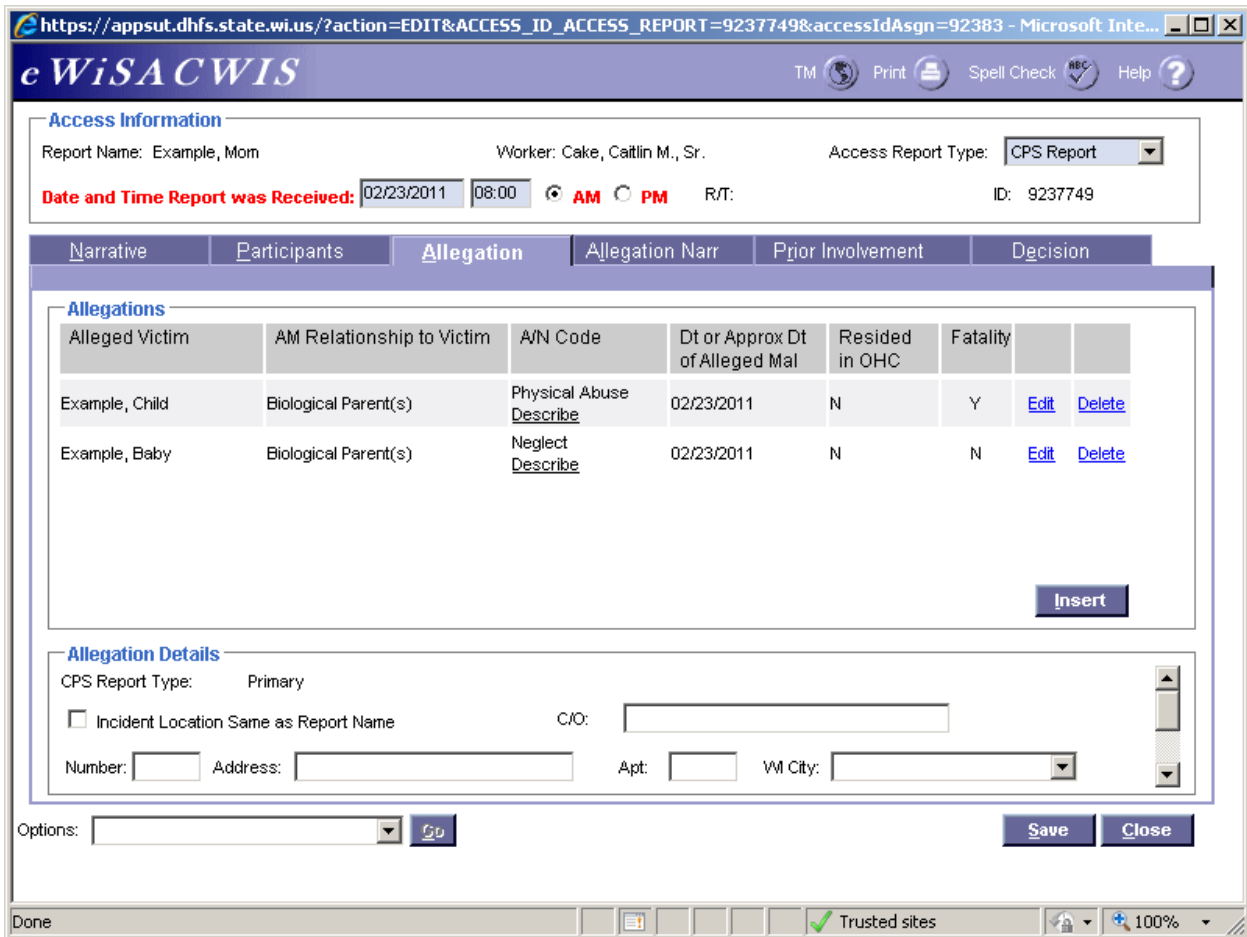 https://appsut.dhfs.state.wi.us/?action=EDIT&ACCESS_ID_ACCESS_REPORT=9237749&accessIdAsgn=92383 - Microsoft Inte...
e WiSACWIS TM Print Spell Check ABC Help ?
Access Information
Report Name: Example, Mom Worker: Cake, Caitlin M., Sr. Access Report Type: CPS Report
Date and Time Report was Received: 02/23/2011 08:00 AM PM R/T: ID: 9237749
Narrative Participants Allegation Allegation Narr Prior Involvement Decision
Allegations
Alleged Victim AM Relationship to Victim A/N Code Dt or Approx Dt of Alleged Mal Resided in OHC Fatality
Example, Child Biological Parent(s) Physical Abuse Describe 02/23/2011 N Y Edit Delete
Example, Baby Biological Parent(s) Neglect Describe 02/23/2011 N N Edit Delete
Insert
Allegation Details
CPS Report Type: Primary
Incident Location Same as Report Name C/O:
Number: Address: Apt: WI City:
Options: Go Save Close
Done Trusted sites 100%